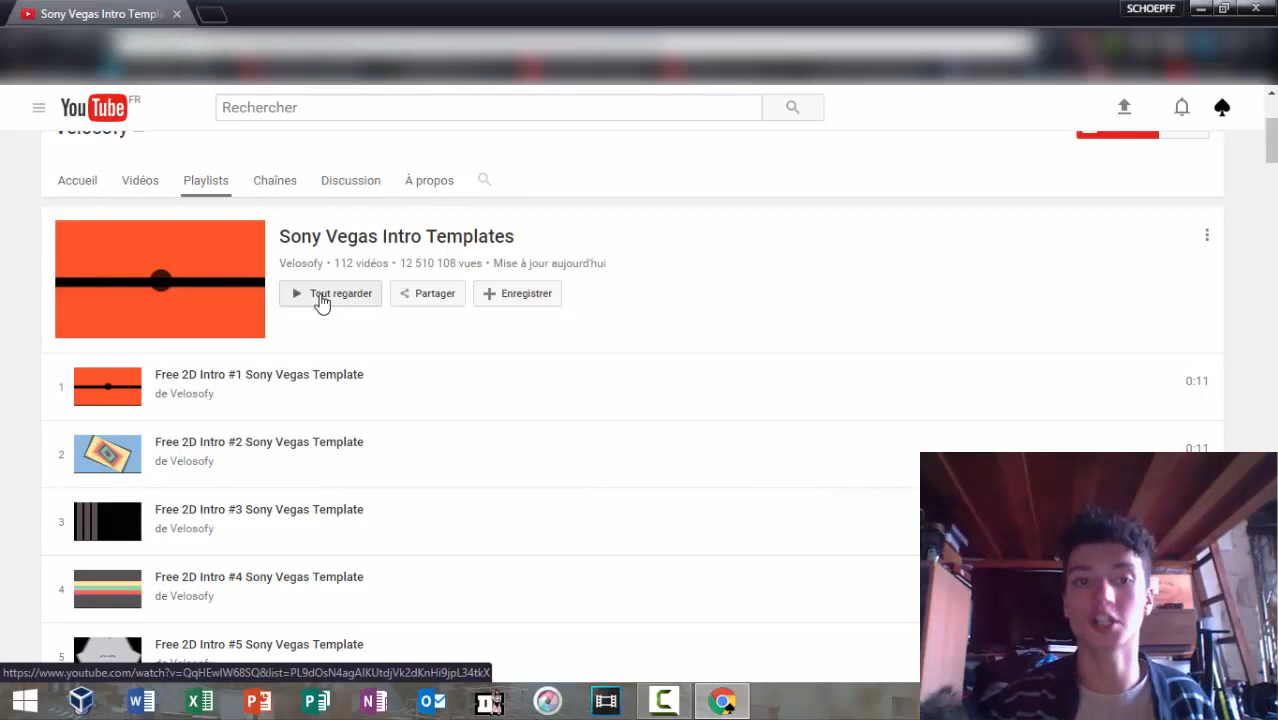 Sony Vegas Intro Templa
SCHOEPFF
YouTube FR
Rechercher
Velosofy
Accueil Vidéos Playlists Chaînes Discussion À propos
Sony Vegas Intro Templates
Velosofy • 112 vidéos • 12 510 108 vues • Mise à jour aujourd'hui
Tout regarder Partager Enregistrer
1 Free 2D Intro #1 Sony Vegas Template 0:11
de Velosofy
2 Free 2D Intro #2 Sony Vegas Template 0:11
de Velosofy
3 Free 2D Intro #3 Sony Vegas Template
de Velosofy
4 Free 2D Intro #4 Sony Vegas Template
de Velosofy
5 Free 2D Intro #5 Sony Vegas Template
https://www.youtube.com/watch?v=QqHEwIW68SQ&list=PL9dOsN4agAIKUtdjVk2dKnHi9jpL34tkX